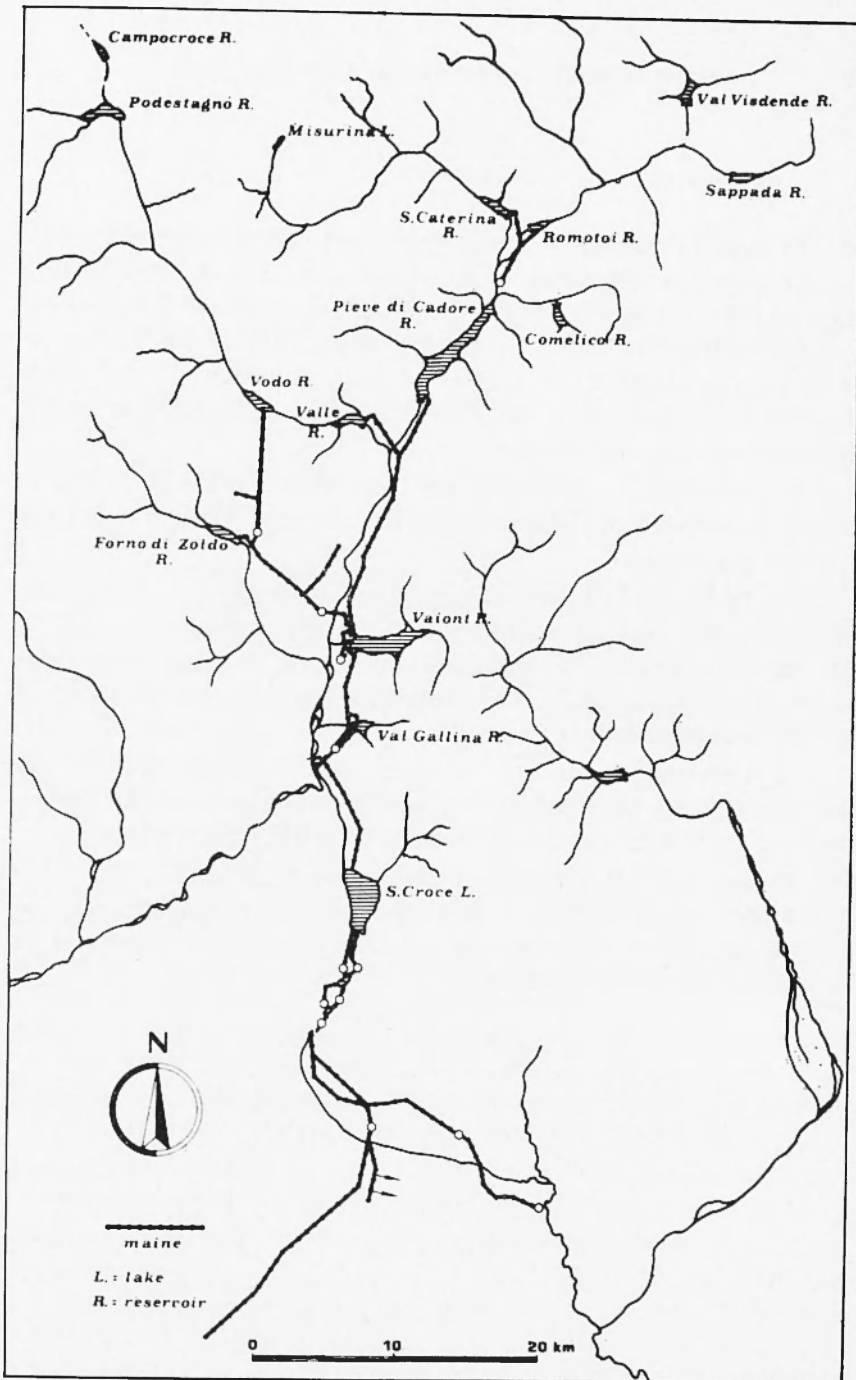 Campocroce R.
Podestagno R.
Misurina L.
Val Visdende R.
Sappada R.
S. Caterina
R.
Romotoi R.
Pieve di Cadore
R.
Comelico R.
Vodo R.
Valle
R.
Forno di Zoldo
R.
Vaiont R.
Val Gallina R.
S. Croce L.
N
maine
L.: lake
R.: reservoir
0 10 20 km